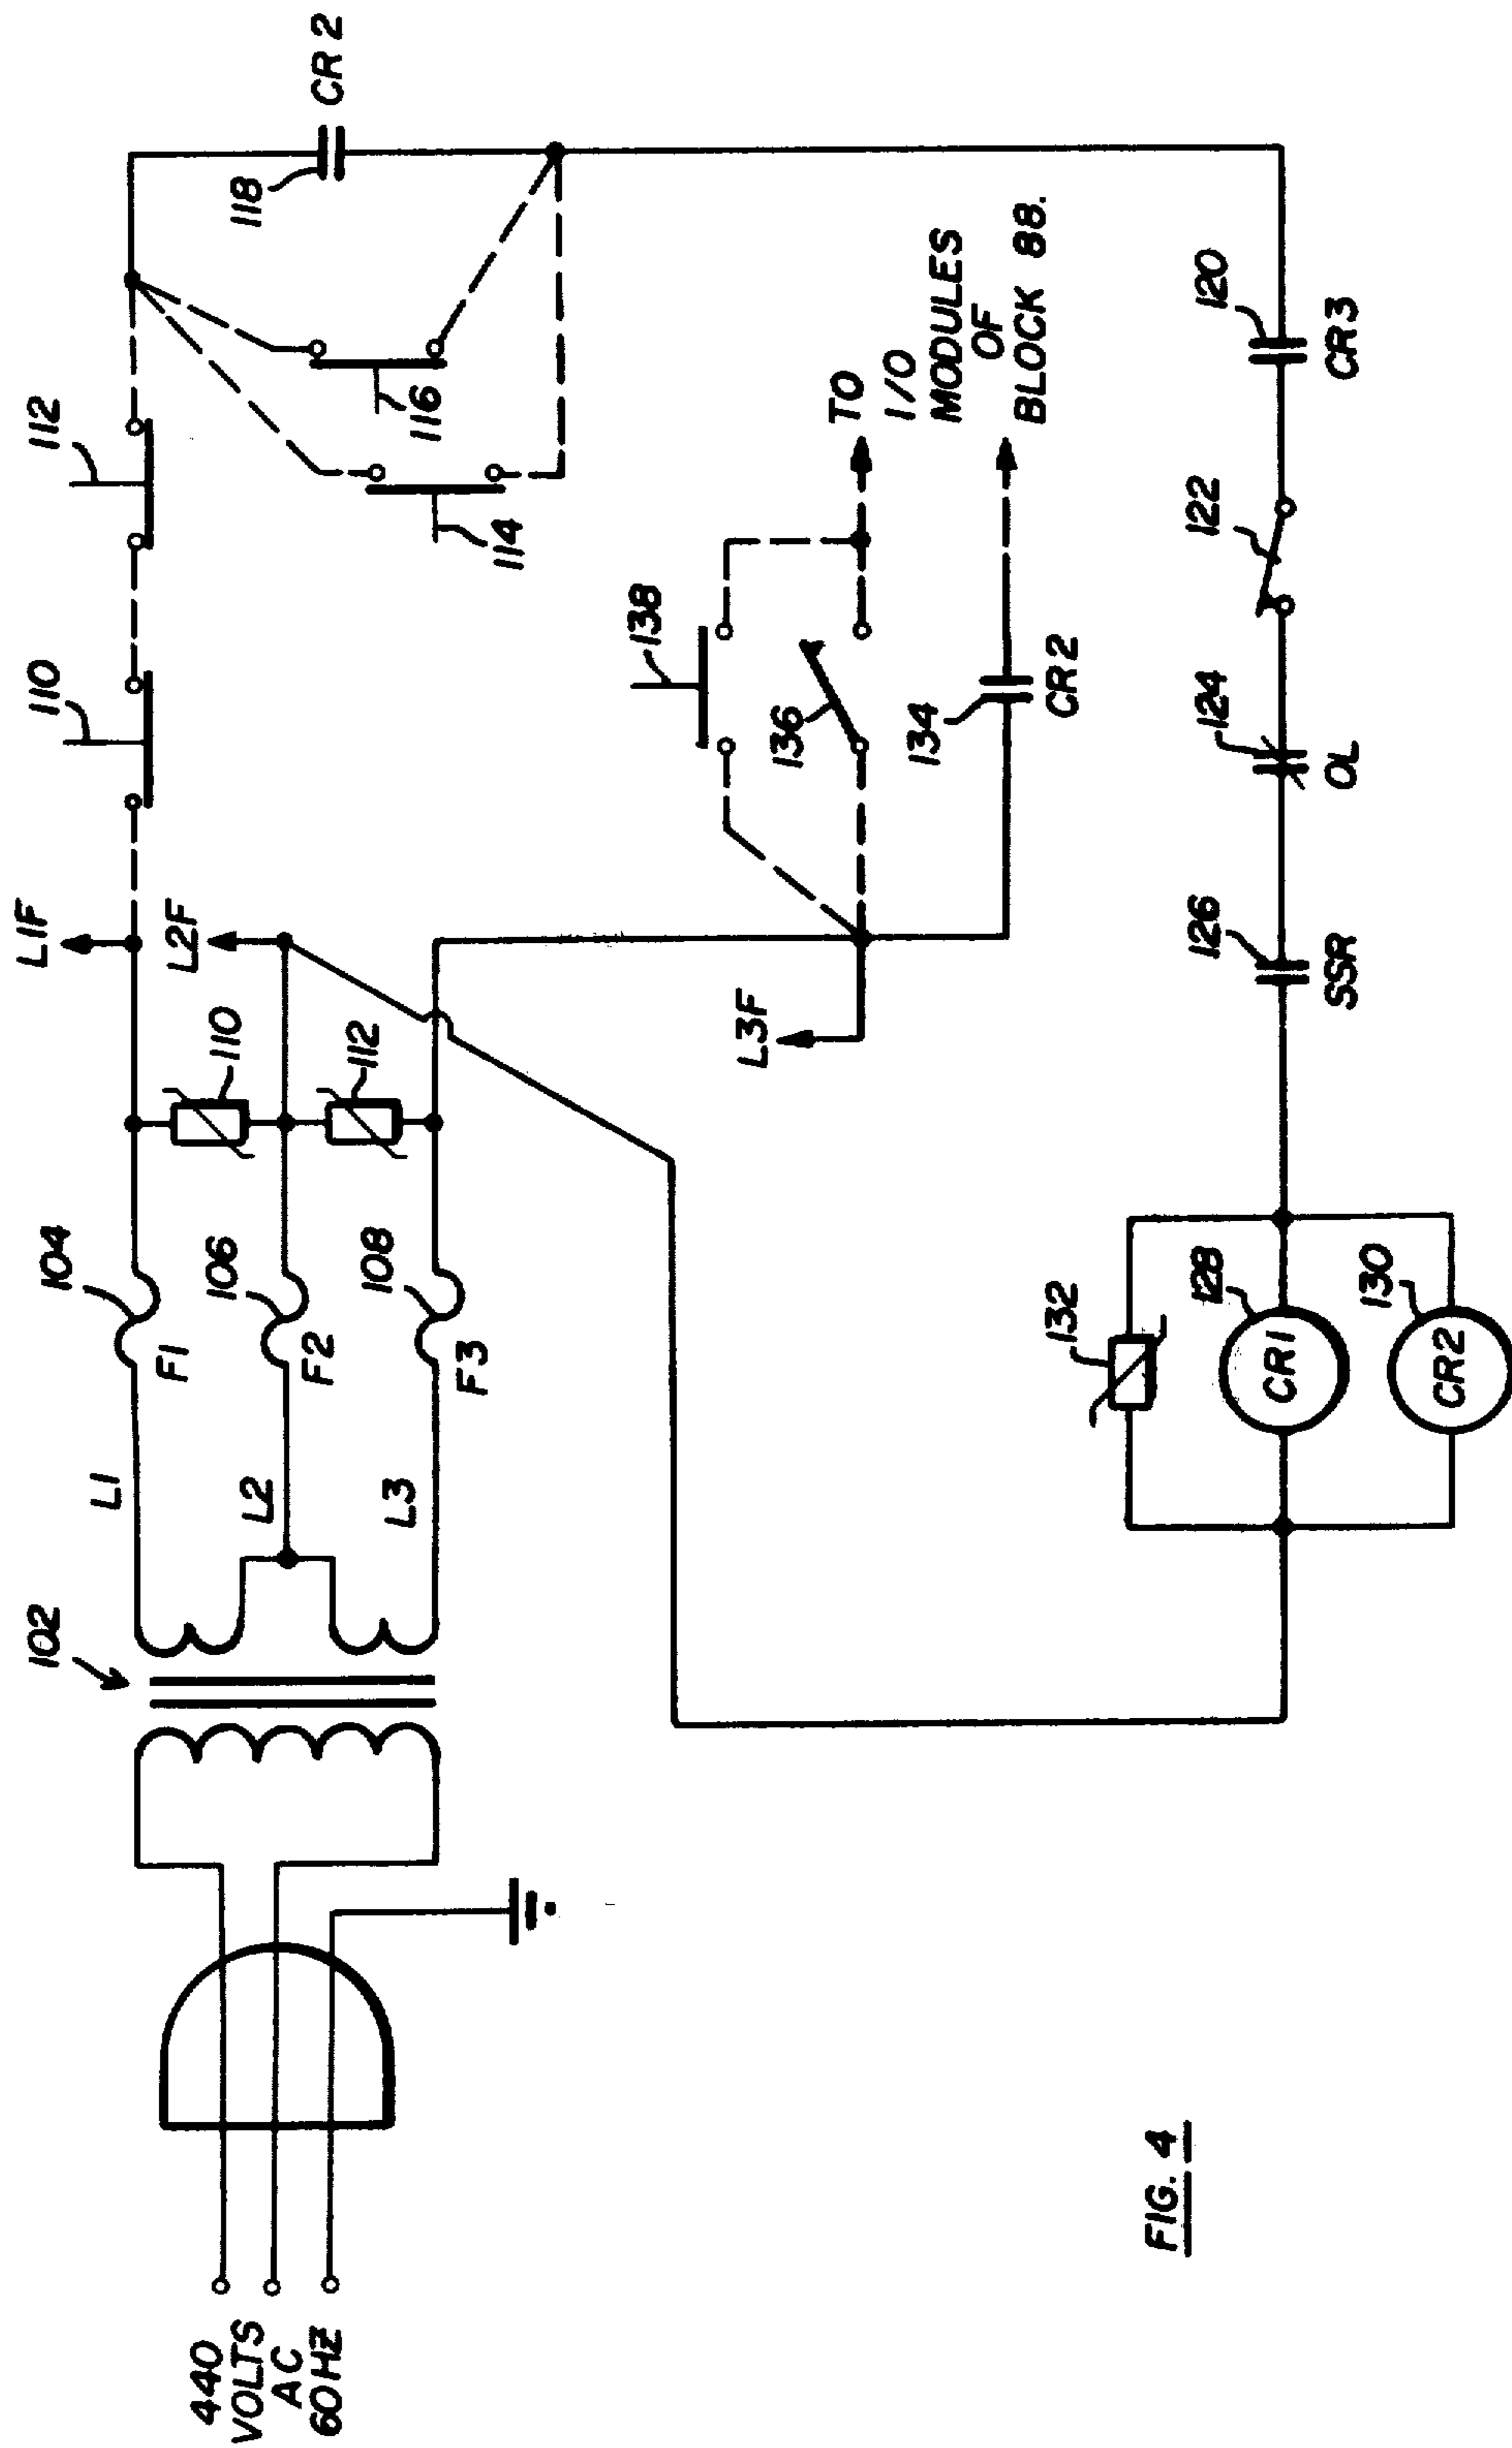 440
VOLTS
AC
60HZ
102
L1
L2
L3
104
F1
106
F2
108
F3
110
112
L1F
L2F
L3F
110
112
114
116
118
CR 2
138
136
134
CR2
TO
I/O
MODULES
OF
BLOCK 88.
132
128
CR1
130
CR2
126
SSR
124
OL
122
120
CR3
FIG. 4